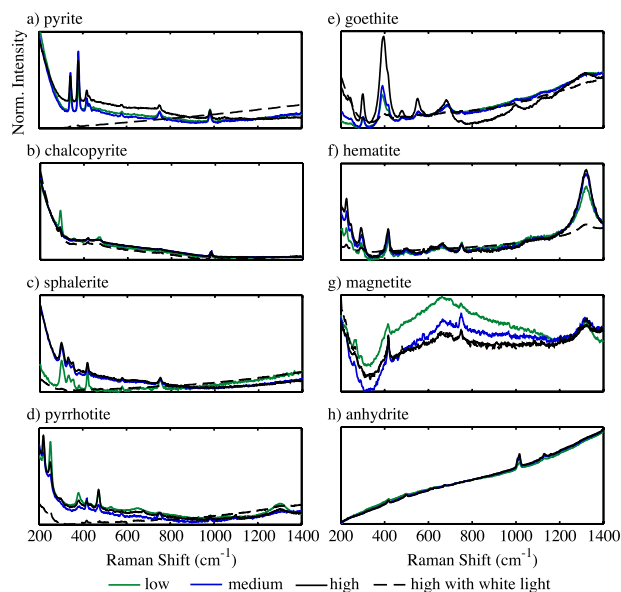 a) pyrite
e) goethite
Norm. Intensity
b) chalcopyrite
f) hematite
c) sphalerite
g) magnetite
d) pyrrhotite
h) anhydrite
200 400 600 800 1000 1200 1400
200 400 600 800 1000 1200 1400
Raman Shift (cm⁻¹)
Raman Shift (cm⁻¹)
low medium high high with white light